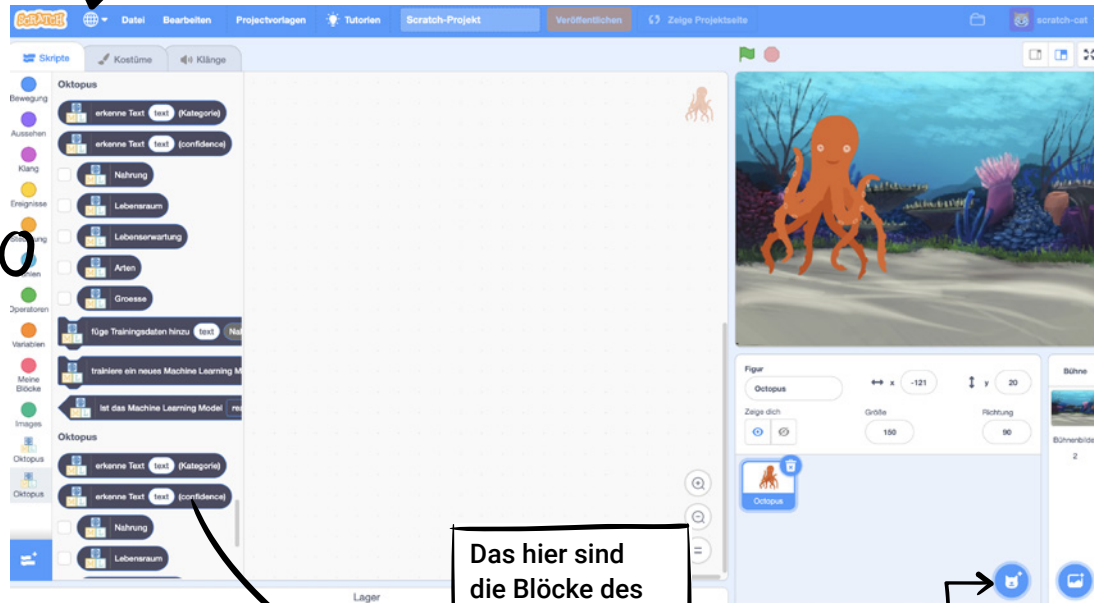 SCRATCH Datei Bearbeiten Projectvorlagen Tutorien Scratch-Projekt Veröffentlichen Zeige Projektseite scratch-cat
Skripte Kostüme Klänge
Bewegung
Aussehen
Klang
Ereignisse
Operatoren
Variablen
Meine
Blöcke
Images
Oktopus
Oktopus
Oktopus
erkenne Text text (Kategorie)
erkenne Text text (confidence)
Nahrung
Lebensraum
Lebenserwartung
Arten
Groesse
füge Trainingsdaten hinzu text
trainiere ein neues Machine Learning M
Ist das Machine Learning Model
Oktopus
erkenne Text text (Kategorie)
erkenne Text text (confidence)
Nahrung
Lebensraum
Das hier sind
die Blöcke des
Lager
Figur
Octopus x -121 y 20
Zeige dich Größe Richtung
150 90
Octopus
Bühne
Bühnenbilde
2